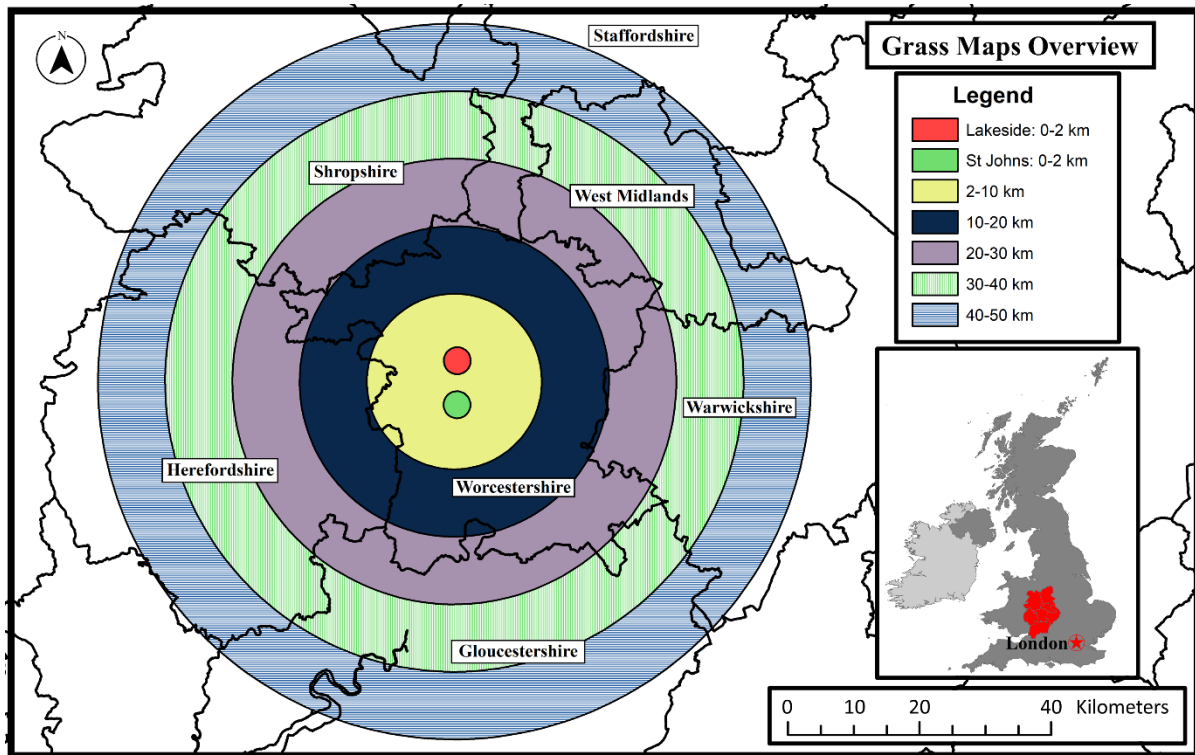 N
Staffordshire
Grass Maps Overview
Legend
Lakeside: 0-2 km
St Johns: 0-2 km
2-10 km
10-20 km
20-30 km
30-40 km
40-50 km
Shropshire
West Midlands
Warwickshire
Herefordshire
Worcestershire
Gloucestershire
London
0 10 20 40 Kilometers